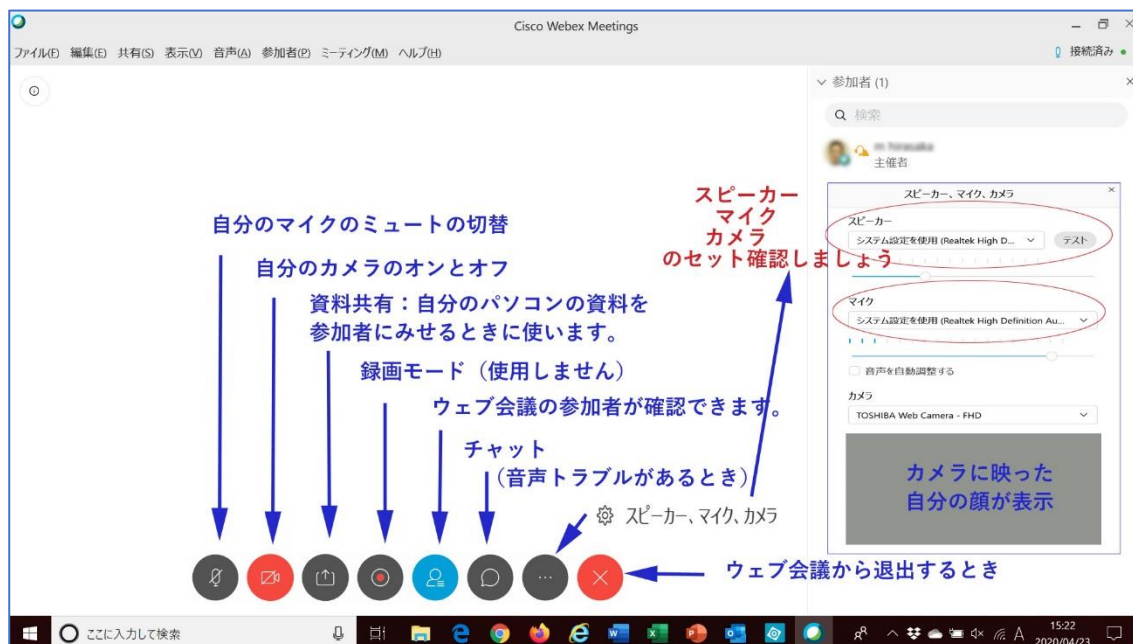 Cisco Webex Meetings
ファイル(F) 編集(E) 共有(S) 表示(V) 音声(A) 参加者(P) ミーティング(M) ヘルプ(H)
接続済み
参加者 (1)
検索
主催者
スピーカー
マイク
カメラ
のセット確認しましょう
スピーカー、マイク、カメラ
スピーカー
システム設定を使用 (Realtek High D...
テスト
マイク
システム設定を使用 (Realtek High Definition Au...
音声を自動調整する
カメラ
TOSHIBA Web Camera - FHD
カメラに映った
自分の顔が表示
自分のマイクのミュートの切替
自分のカメラのオンとオフ
資料共有：自分のパソコンの資料を
参加者にみせるときに使います。
録画モード（使用しません）
ウェブ会議の参加者が確認できます。
チャット
（音声トラブルがあるとき）
スピーカー、マイク、カメラ
ウェブ会議から退出するとき
ここに入力して検索
A
15:22
2020/04/23